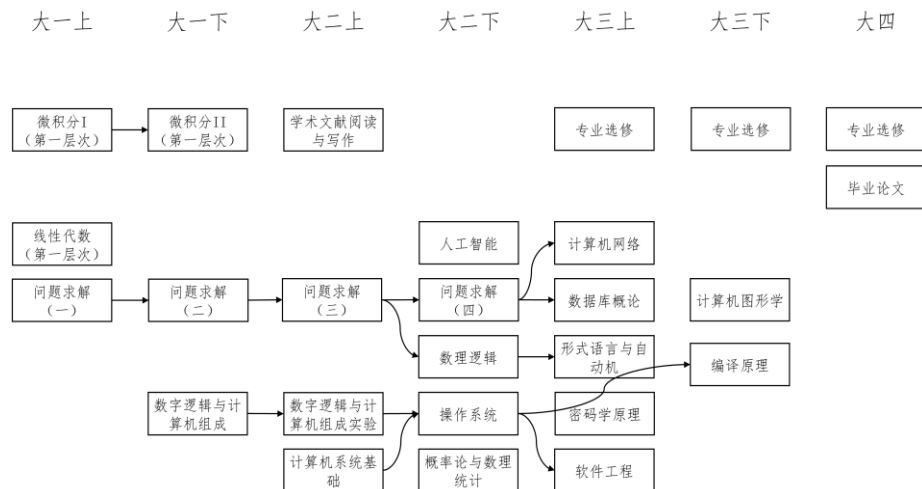 大一上 大一下 大二上 大二下 大三上 大三下 大四
微积分I
（第一层次）
微积分II
（第一层次）
学术文献阅读
与写作
专业选修
专业选修
专业选修
毕业论文
线性代数
（第一层次）
人工智能
计算机网络
问题求解
（一）
问题求解
（二）
问题求解
（三）
问题求解
（四）
数据库概论
计算机图形学
数理逻辑
形式语言与自
动机
编译原理
数字逻辑与计
算机组成
数字逻辑与计
算机组成实验
操作系统
密码学原理
计算机系统基
础
概率论与数理
统计
软件工程